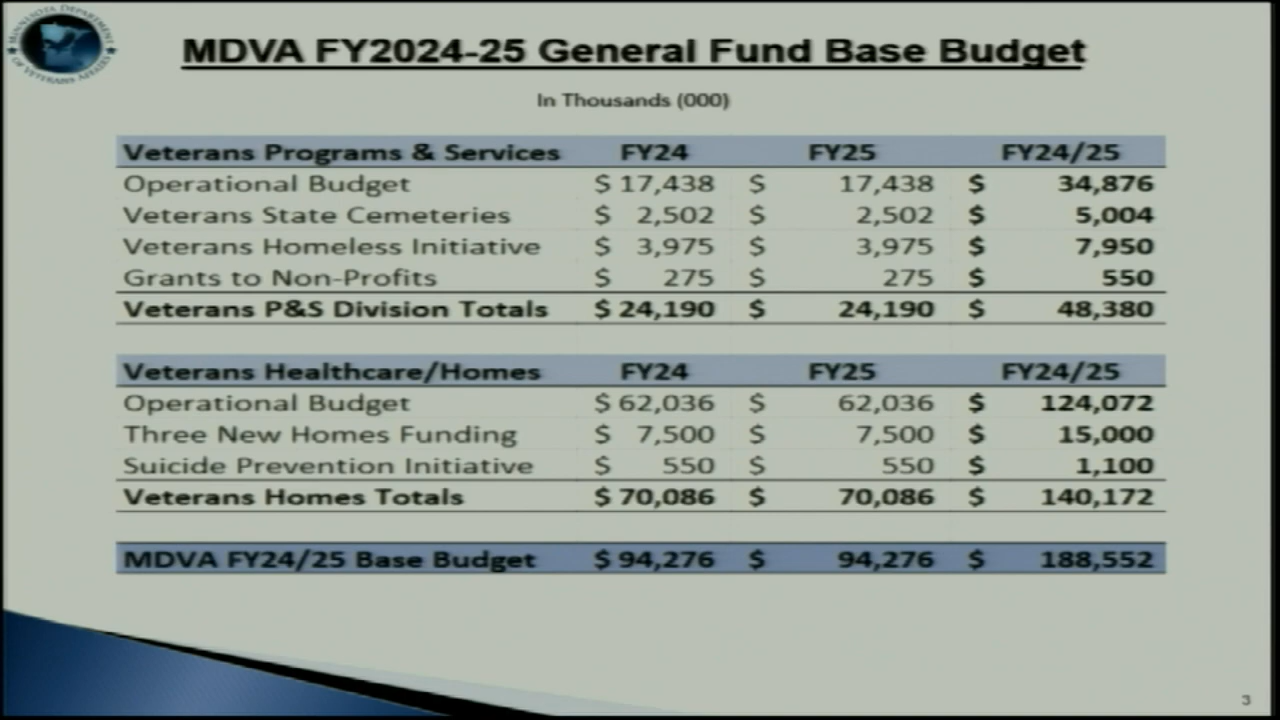 MINNESOTA DEPARTMENT OF VETERANS AFFAIRS
MDVA FY2024-25 General Fund Base Budget
In Thousands (000)
Veterans Programs & Services FY24 FY25 FY24/25
Operational Budget $ 17,438 $ 17,438 $ 34,876
Veterans State Cemeteries $ 2,502 $ 2,502 $ 5,004
Veterans Homeless Initiative $ 3,975 $ 3,975 $ 7,950
Grants to Non-Profits $ 275 $ 275 $ 550
Veterans P&S Division Totals $ 24,190 $ 24,190 $ 48,380
Veterans Healthcare/Homes FY24 FY25 FY24/25
Operational Budget $ 62,036 $ 62,036 $ 124,072
Three New Homes Funding $ 7,500 $ 7,500 $ 15,000
Suicide Prevention Initiative $ 550 $ 550 $ 1,100
Veterans Homes Totals $ 70,086 $ 70,086 $ 140,172
MDVA FY24/25 Base Budget $ 94,276 $ 94,276 $ 188,552
3